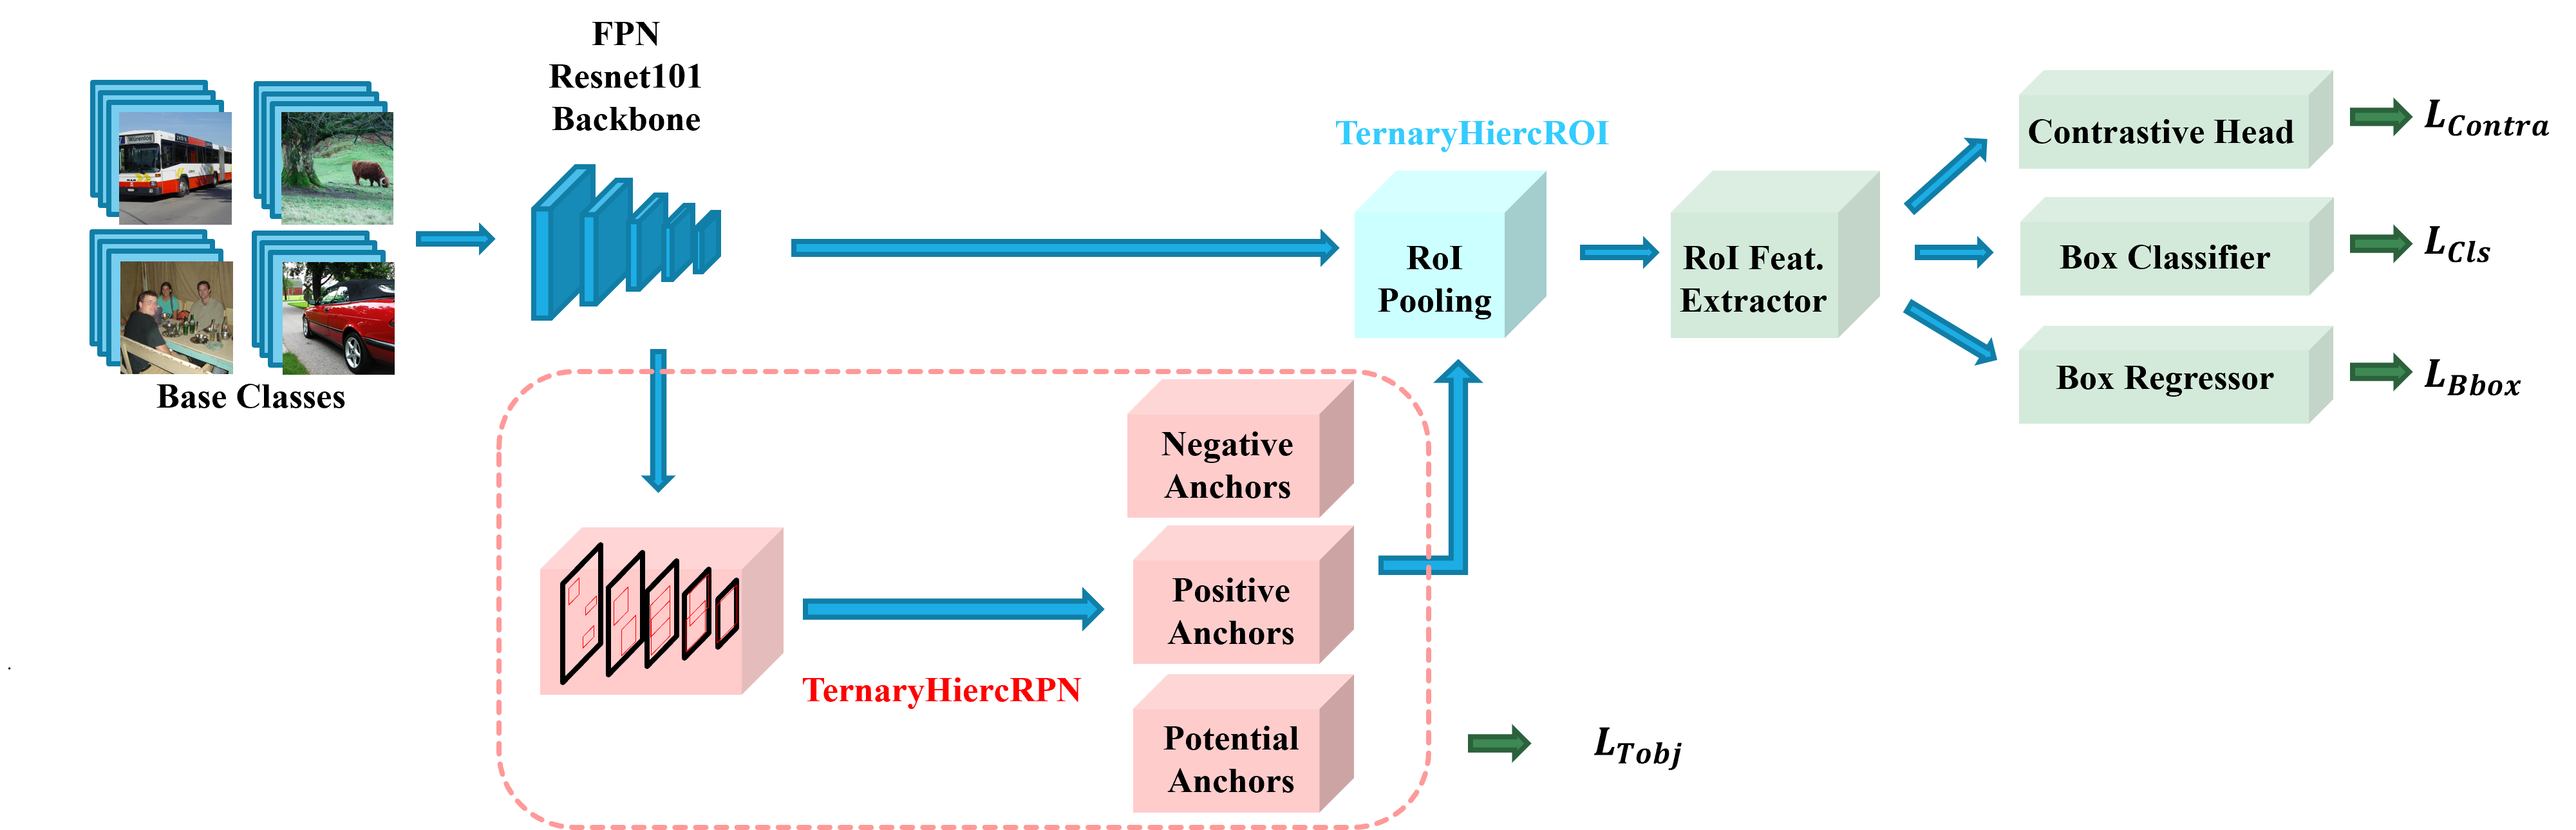 FPN
Resnet101
Backbone
Base Classes
TernaryHiercROI
RoI
Pooling
RoI Feat.
Extractor
Contrastive Head
L_{Contra}
Box Classifier
L_{Cls}
Box Regressor
L_{Bbox}
Negative
Anchors
Positive
Anchors
TernaryHiercRPN
Potential
Anchors
L_{Tobj}